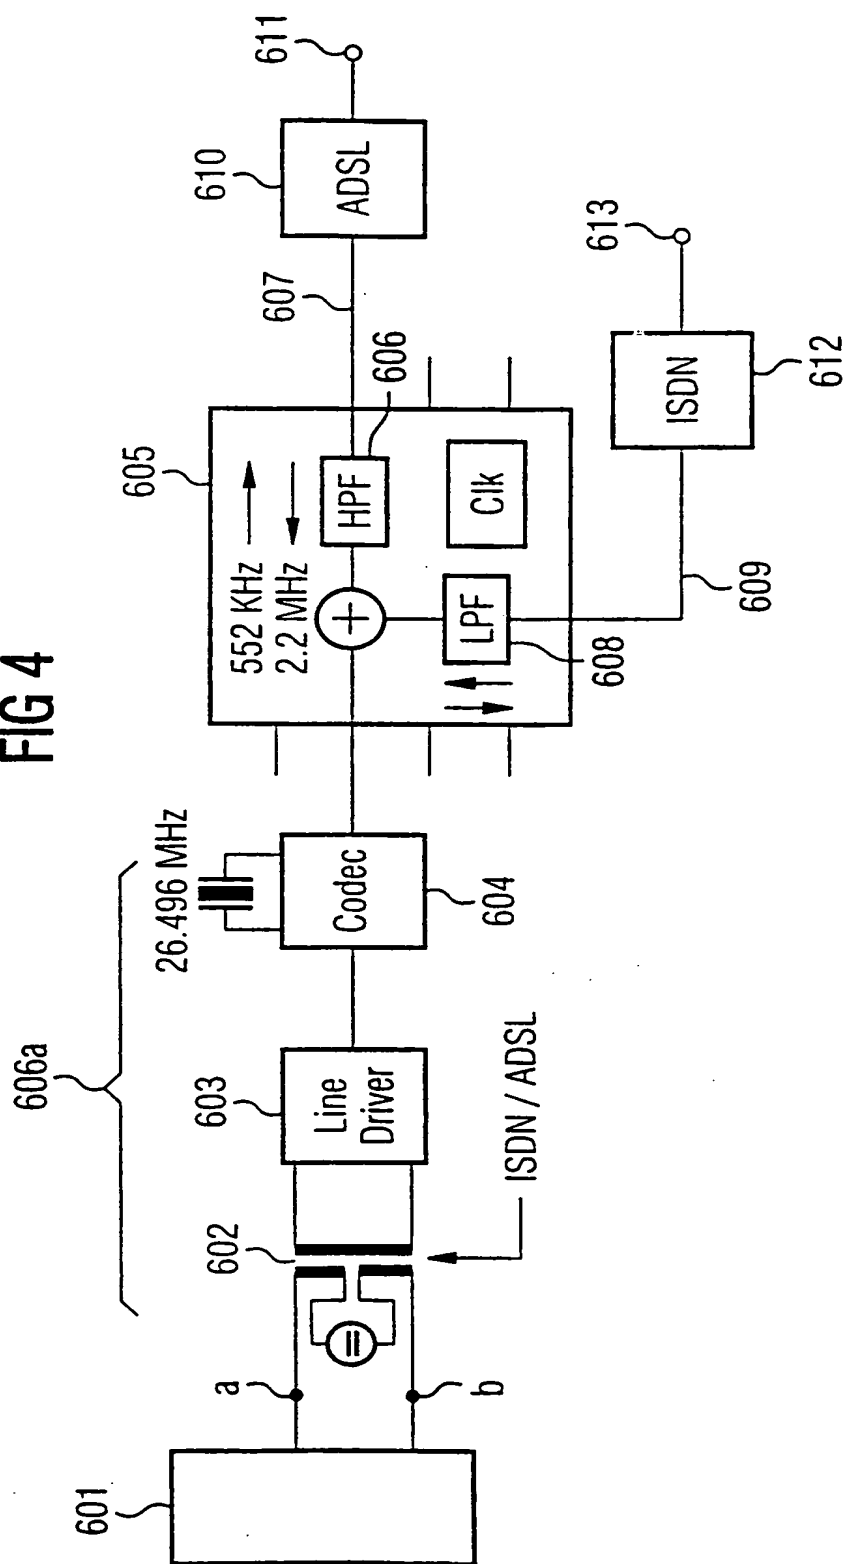 FIG 4
606a
26.496 MHz
601
a
b
602
603
Line
Driver
ISDN / ADSL
Codec
604
605
552 KHz
2.2 MHz
+
HPF
606
LPF
608
Clk
607
609
610
ADSL
611
ISDN
612
613
=